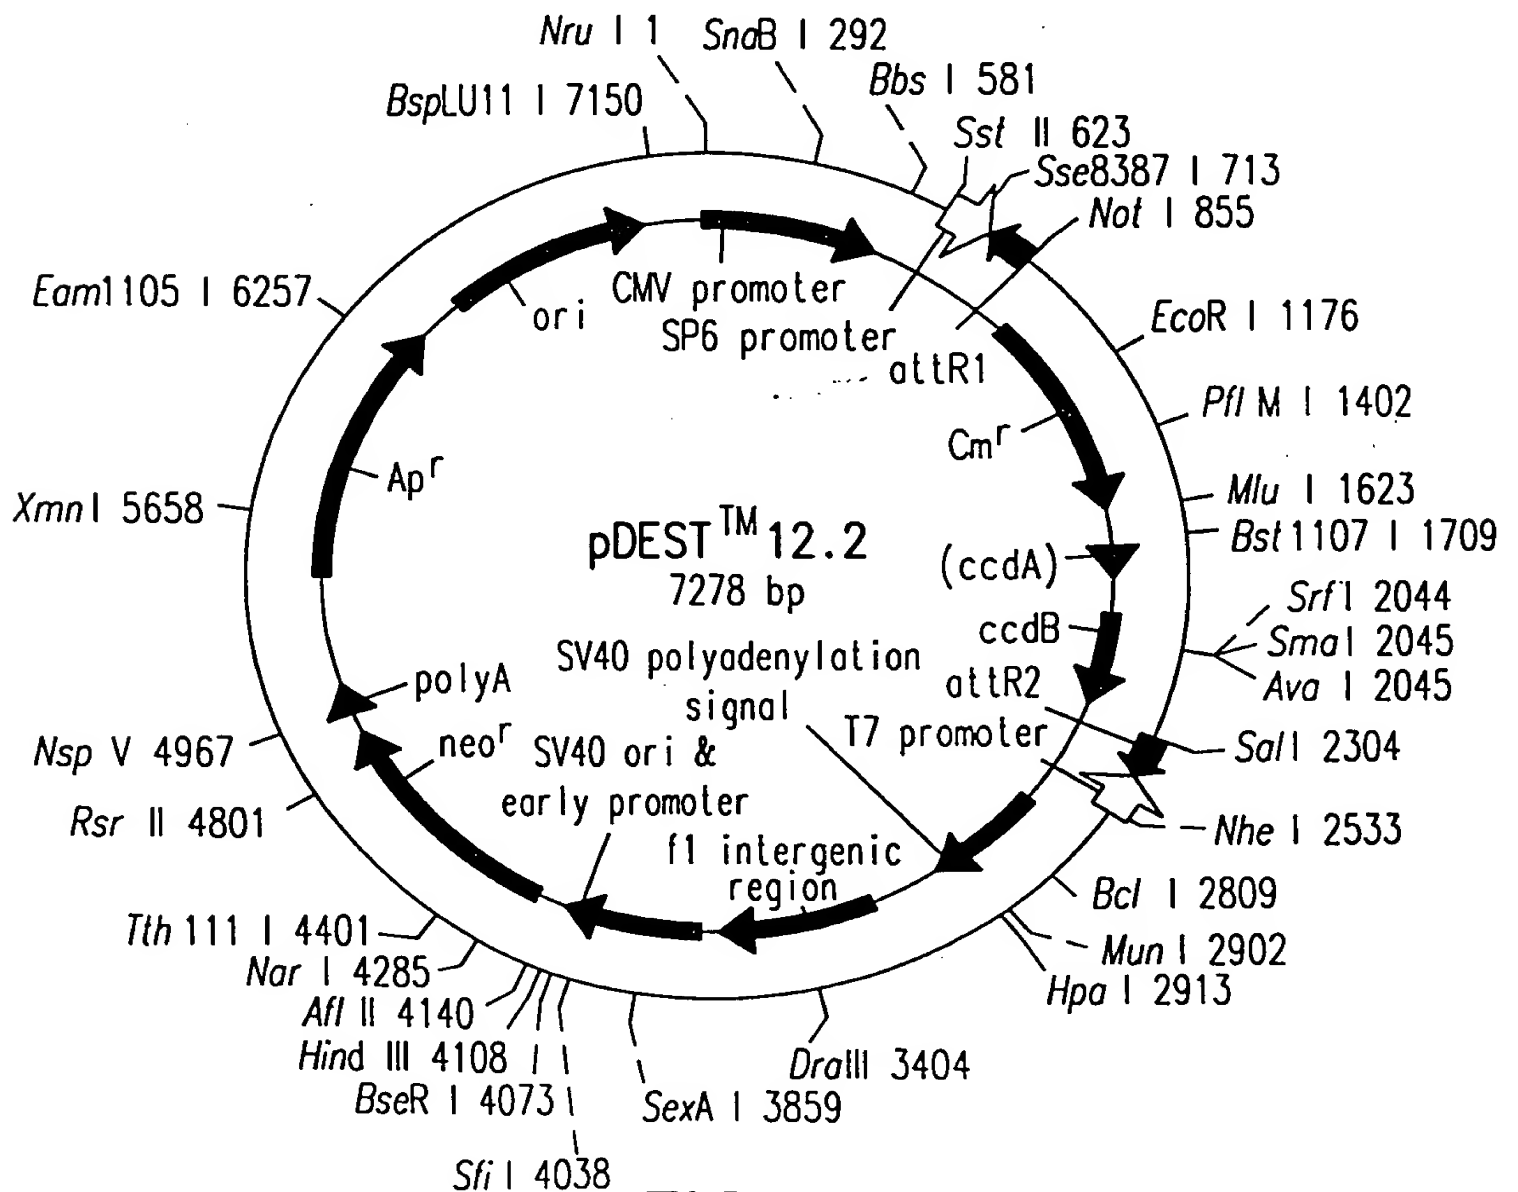 Nru I 1
SnaB I 292
Bbs I 581
BspLU11 I 7150
Sst II 623
Sse8387 I 713
Not I 855
Eam1105 I 6257
ori
CMV promoter
SP6 promoter
attR1
EcoR I 1176
Pfl M I 1402
Cmr
Apr
Mlu I 1623
Xmn I 5658
Bst 1107 I 1709
pDEST™ 12.2
7278 bp
(ccdA)
Srf I 2044
ccdB
Sma I 2045
Ava I 2045
SV40 polyadenylation
signal
attR2
polyA
T7 promoter
Sal I 2304
neor
SV40 ori &
early promoter
Nsp V 4967
Rsr II 4801
f1 intergenic
region
Nhe I 2533
Bcl I 2809
Mun I 2902
Hpa I 2913
Tth 111 I 4401
Nar I 4285
Afl II 4140
Hind III 4108
BseR I 4073
Sfi I 4038
SexA I 3859
DraIII 3404